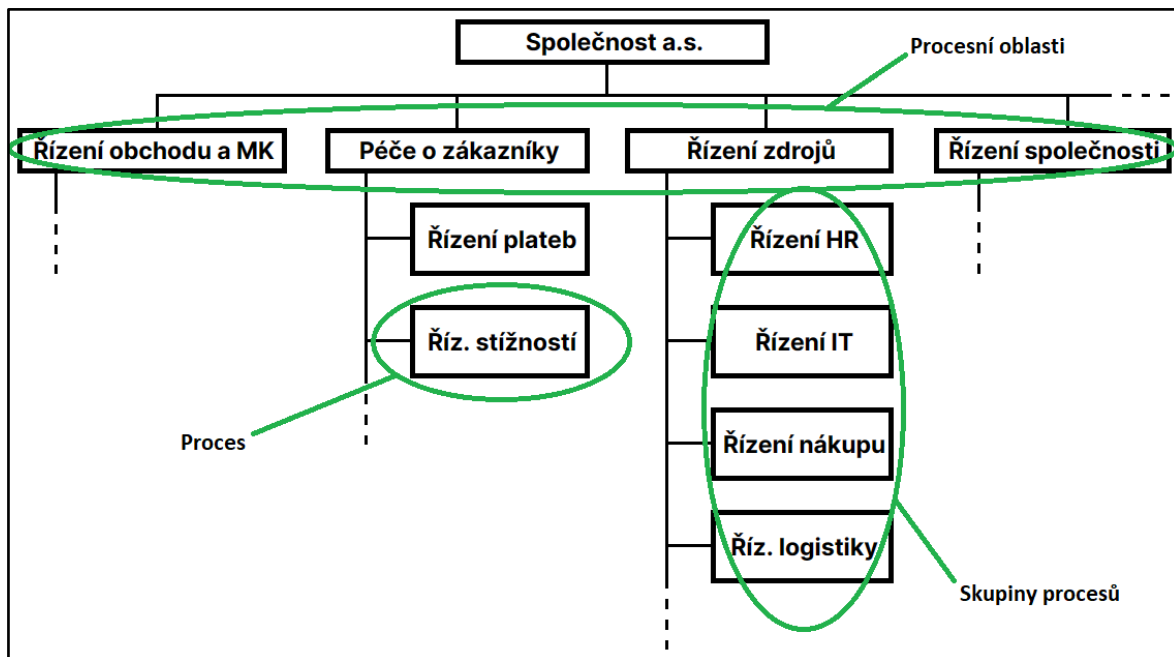 Společnost a.s.
Procesní oblasti
Řízení obchodu a MK
Péče o zákazníky
Řízení zdrojů
Řízení společnosti
Řízení plateb
Řízení HR
Říz. stížností
Řízení IT
Proces
Řízení nákupu
Říz. logistiky
Skupiny procesů